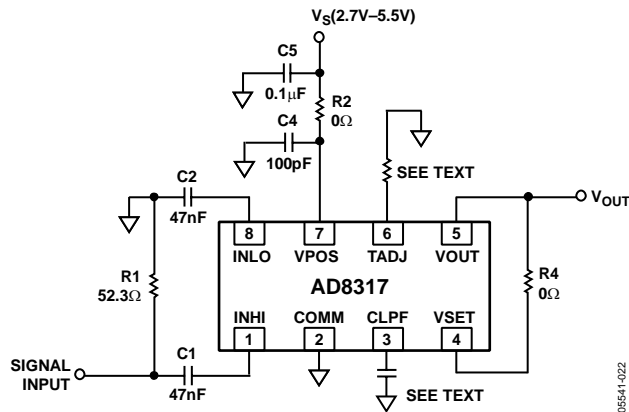 VS(2.7V–5.5V)
C5
0.1µF
R2
0Ω
C4
100pF
SEE TEXT
C2
47nF
VOUT
8
7
6
5
INLO
VPOS
TADJ
VOUT
R1
52.3Ω
AD8317
R4
0Ω
INHI
COMM
CLPF
VSET
1
2
3
4
SIGNAL
INPUT
C1
47nF
SEE TEXT
05541-022